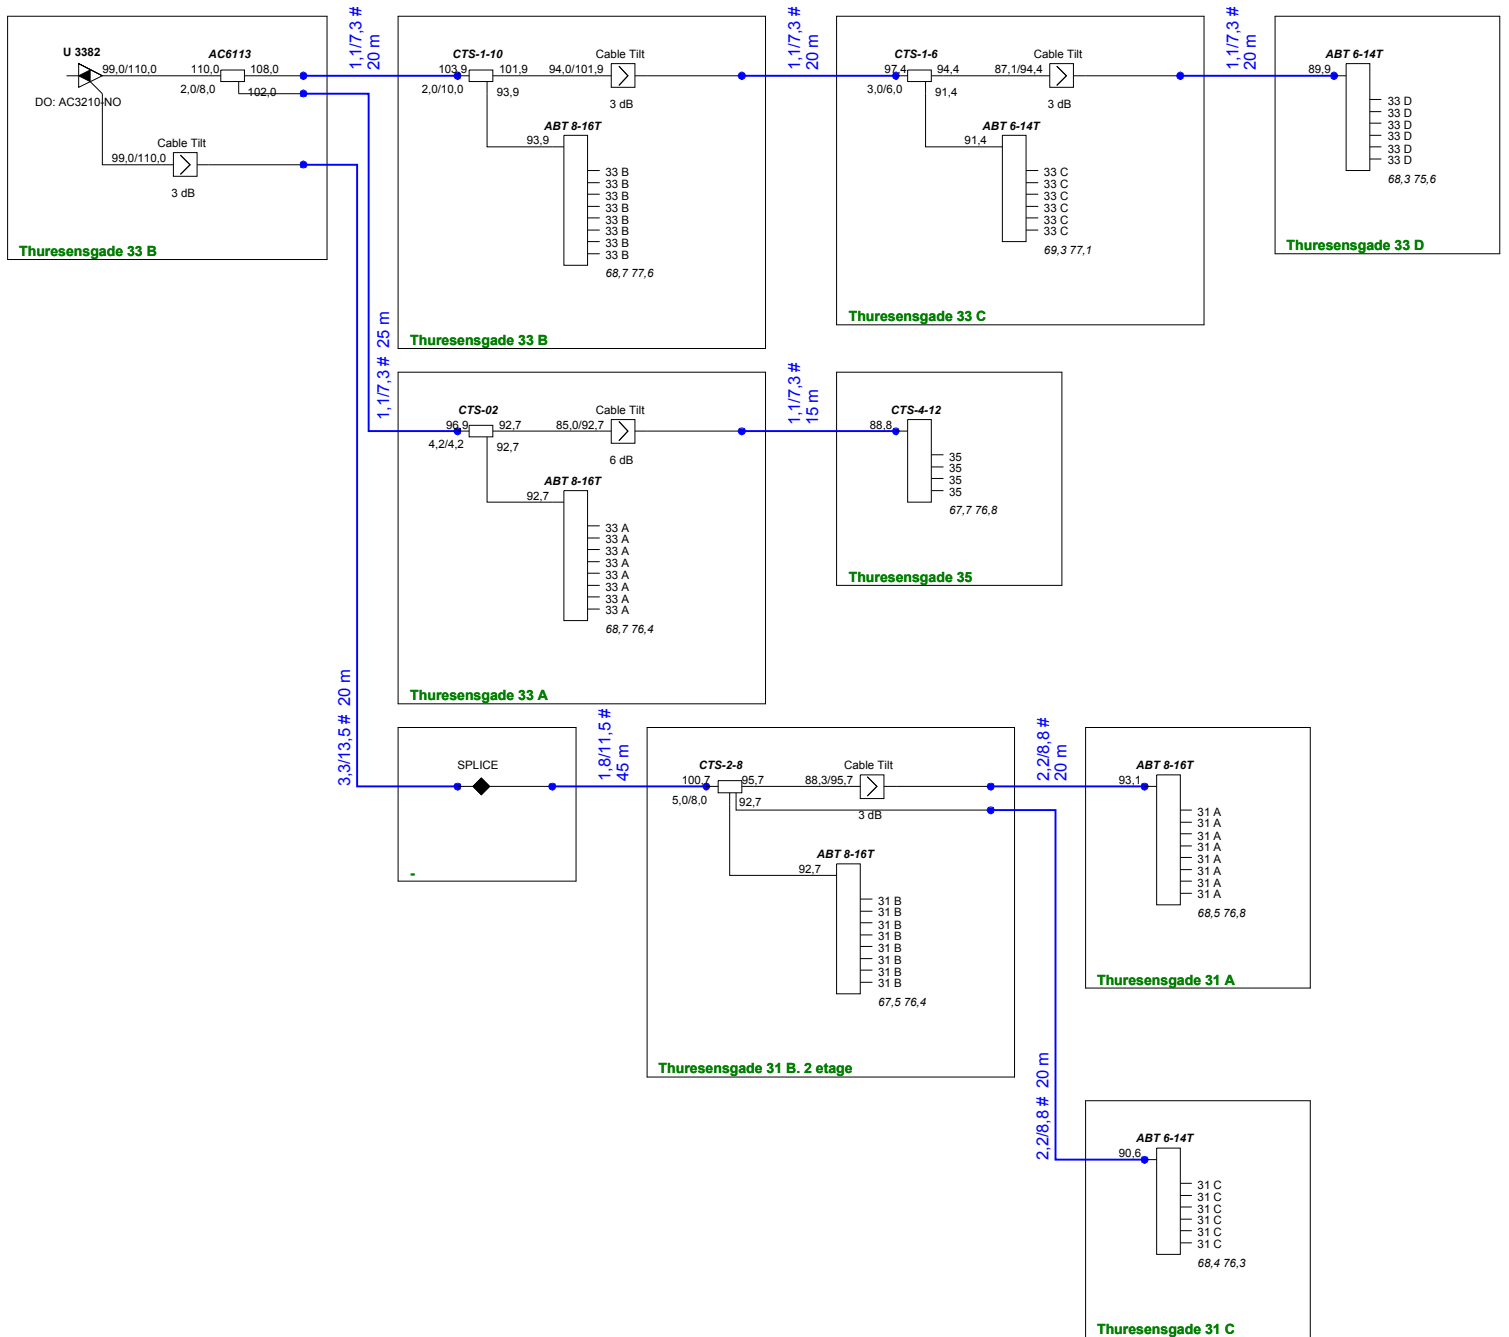 U 3382
99,0/110,0
DO: AC3210-NO
AC6113
110,0
108,0
2,0/8,0
102,0
Cable Tilt
99,0/110,0
3 dB
Thuresensgade 33 B
1,1/7,3 #
20 m
CTS-1-10
103,9
101,9
2,0/10,0
93,9
Cable Tilt
94,0/101,9
3 dB
ABT 8-16T
93,9
33 B
33 B
33 B
33 B
33 B
33 B
33 B
33 B
68,7 77,6
Thuresensgade 33 B
1,1/7,3 #
20 m
CTS-1-6
97,4
94,4
3,0/6,0
91,4
Cable Tilt
87,1/94,4
3 dB
ABT 6-14T
91,4
33 C
33 C
33 C
33 C
33 C
33 C
69,3 77,1
Thuresensgade 33 C
1,1/7,3 #
20 m
ABT 6-14T
89,9
33 D
33 D
33 D
33 D
33 D
33 D
68,3 75,6
Thuresensgade 33 D
1,1/7,3 # 25 m
CTS-02
96,9
92,7
4,2/4,2
92,7
Cable Tilt
85,0/92,7
6 dB
ABT 8-16T
92,7
33 A
33 A
33 A
33 A
33 A
33 A
33 A
33 A
68,7 76,4
Thuresensgade 33 A
1,1/7,3 #
15 m
CTS-4-12
88,8
35
35
35
35
67,7 76,8
Thuresensgade 35
3,3/13,5 # 20 m
SPLICE
-
1,8/11,5 #
45 m
CTS-2-8
100,7
95,7
5,0/8,0
92,7
Cable Tilt
88,3/95,7
3 dB
ABT 8-16T
92,7
31 B
31 B
31 B
31 B
31 B
31 B
31 B
31 B
67,5 76,4
Thuresensgade 31 B. 2 etage
2,2/8,8 #
20 m
ABT 8-16T
93,1
31 A
31 A
31 A
31 A
31 A
31 A
31 A
31 A
68,5 76,8
Thuresensgade 31 A
2,2/8,8 # 20 m
ABT 6-14T
90,6
31 C
31 C
31 C
31 C
31 C
31 C
68,4 76,3
Thuresensgade 31 C